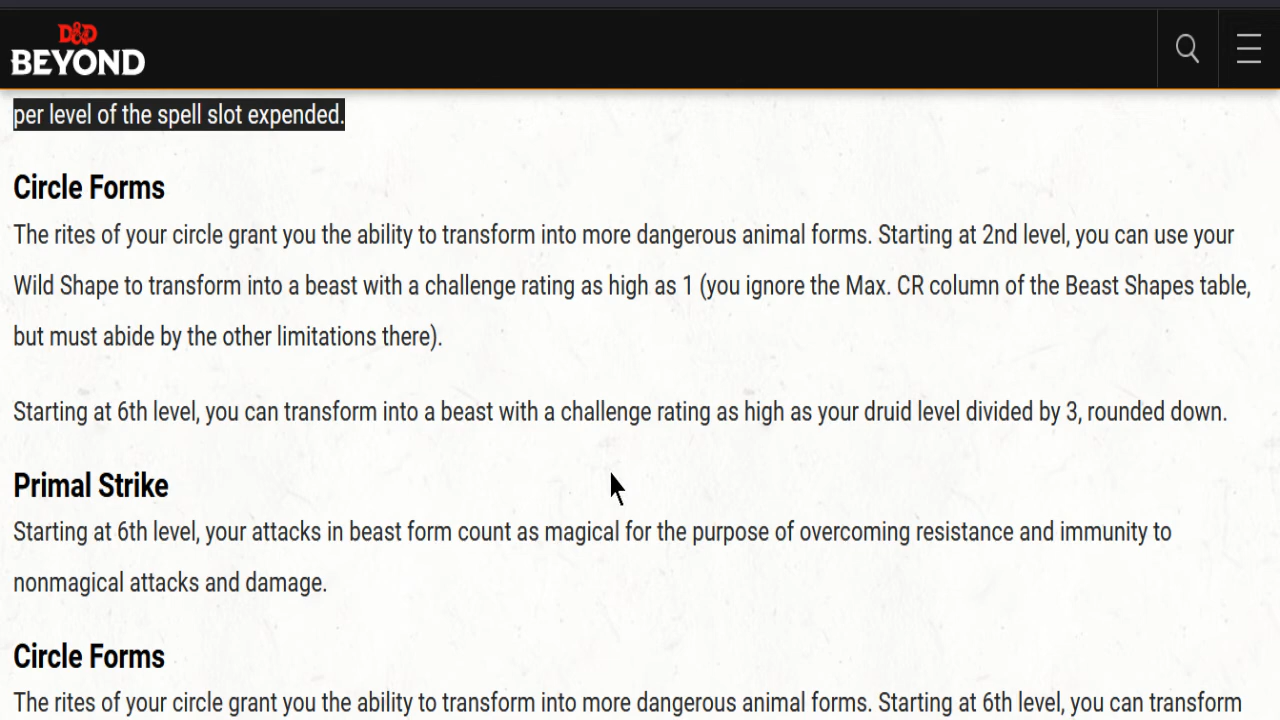 D&D
BEYOND
per level of the spell slot expended.
Circle Forms
The rites of your circle grant you the ability to transform into more dangerous animal forms. Starting at 2nd level, you can use your
Wild Shape to transform into a beast with a challenge rating as high as 1 (you ignore the Max. CR column of the Beast Shapes table,
but must abide by the other limitations there).
Starting at 6th level, you can transform into a beast with a challenge rating as high as your druid level divided by 3, rounded down.
Primal Strike
Starting at 6th level, your attacks in beast form count as magical for the purpose of overcoming resistance and immunity to
nonmagical attacks and damage.
Circle Forms
The rites of your circle grant you the ability to transform into more dangerous animal forms. Starting at 6th level, you can transform